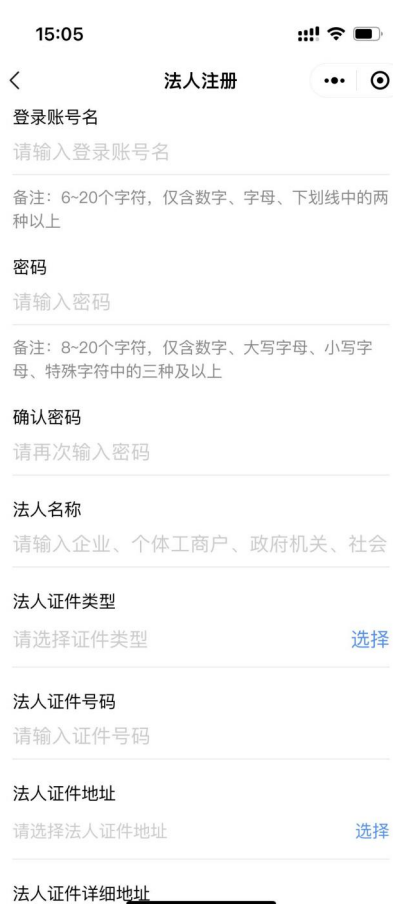 15:05
法人注册
登录账号名
请输入登录账号名
备注：6~20个字符，仅含数字、字母、下划线中的两
种以上
密码
请输入密码
备注：8~20个字符，仅含数字、大写字母、小写字
母、特殊字符中的三种及以上
确认密码
请再次输入密码
法人名称
请输入企业、个体工商户、政府机关、社会
法人证件类型
请选择证件类型 选择
法人证件号码
请输入证件号码
法人证件地址
请选择法人证件地址 选择
法人证件详细地址